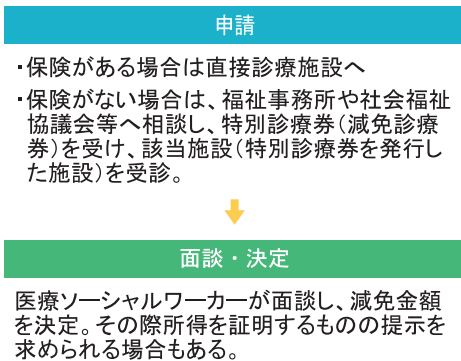 申請
・保険がある場合は直接診療施設へ
・保険がない場合は、福祉事務所や社会福祉
協議会等へ相談し、特別診療券（減免診療
券）を受け、該当施設（特別診療券を発行し
た施設）を受診。
面談・決定
医療ソーシャルワーカーが面談し、減免金額
を決定。その際所得を証明するものの提示を
求められる場合もある。